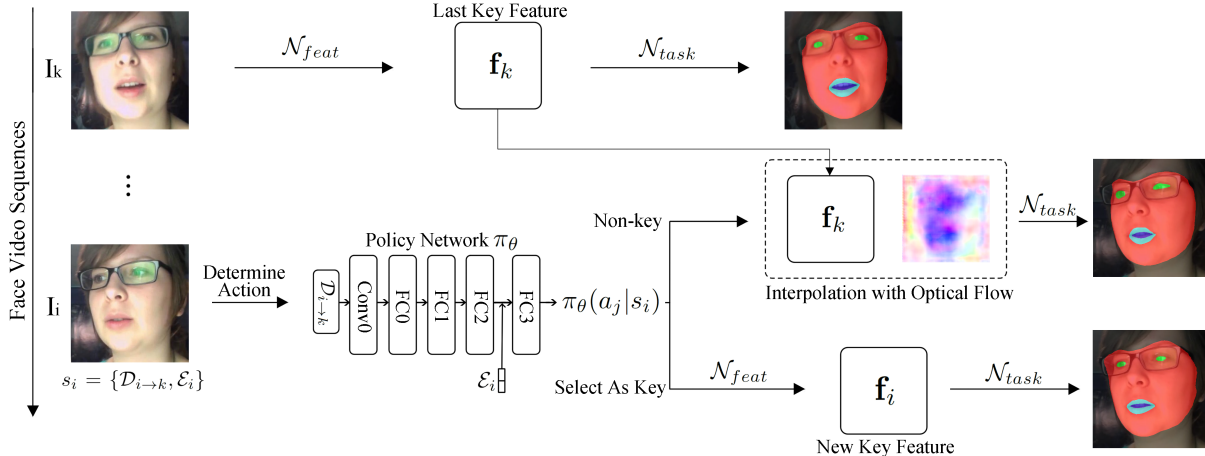 Face Video Sequences
I_k
𝒩_feat
Last Key Feature
f_k
𝒩_task
⋮
I_i
s_i = {𝒟_{i→k}, ℰ_i}
Determine
Action
Policy Network π_θ
𝒟_{i→k}
Conv0
FC0
FC1
FC2
FC3
ℰ_i
π_θ(a_j|s_i)
Non-key
f_k
Interpolation with Optical Flow
𝒩_task
Select As Key
𝒩_feat
f_i
New Key Feature
𝒩_task